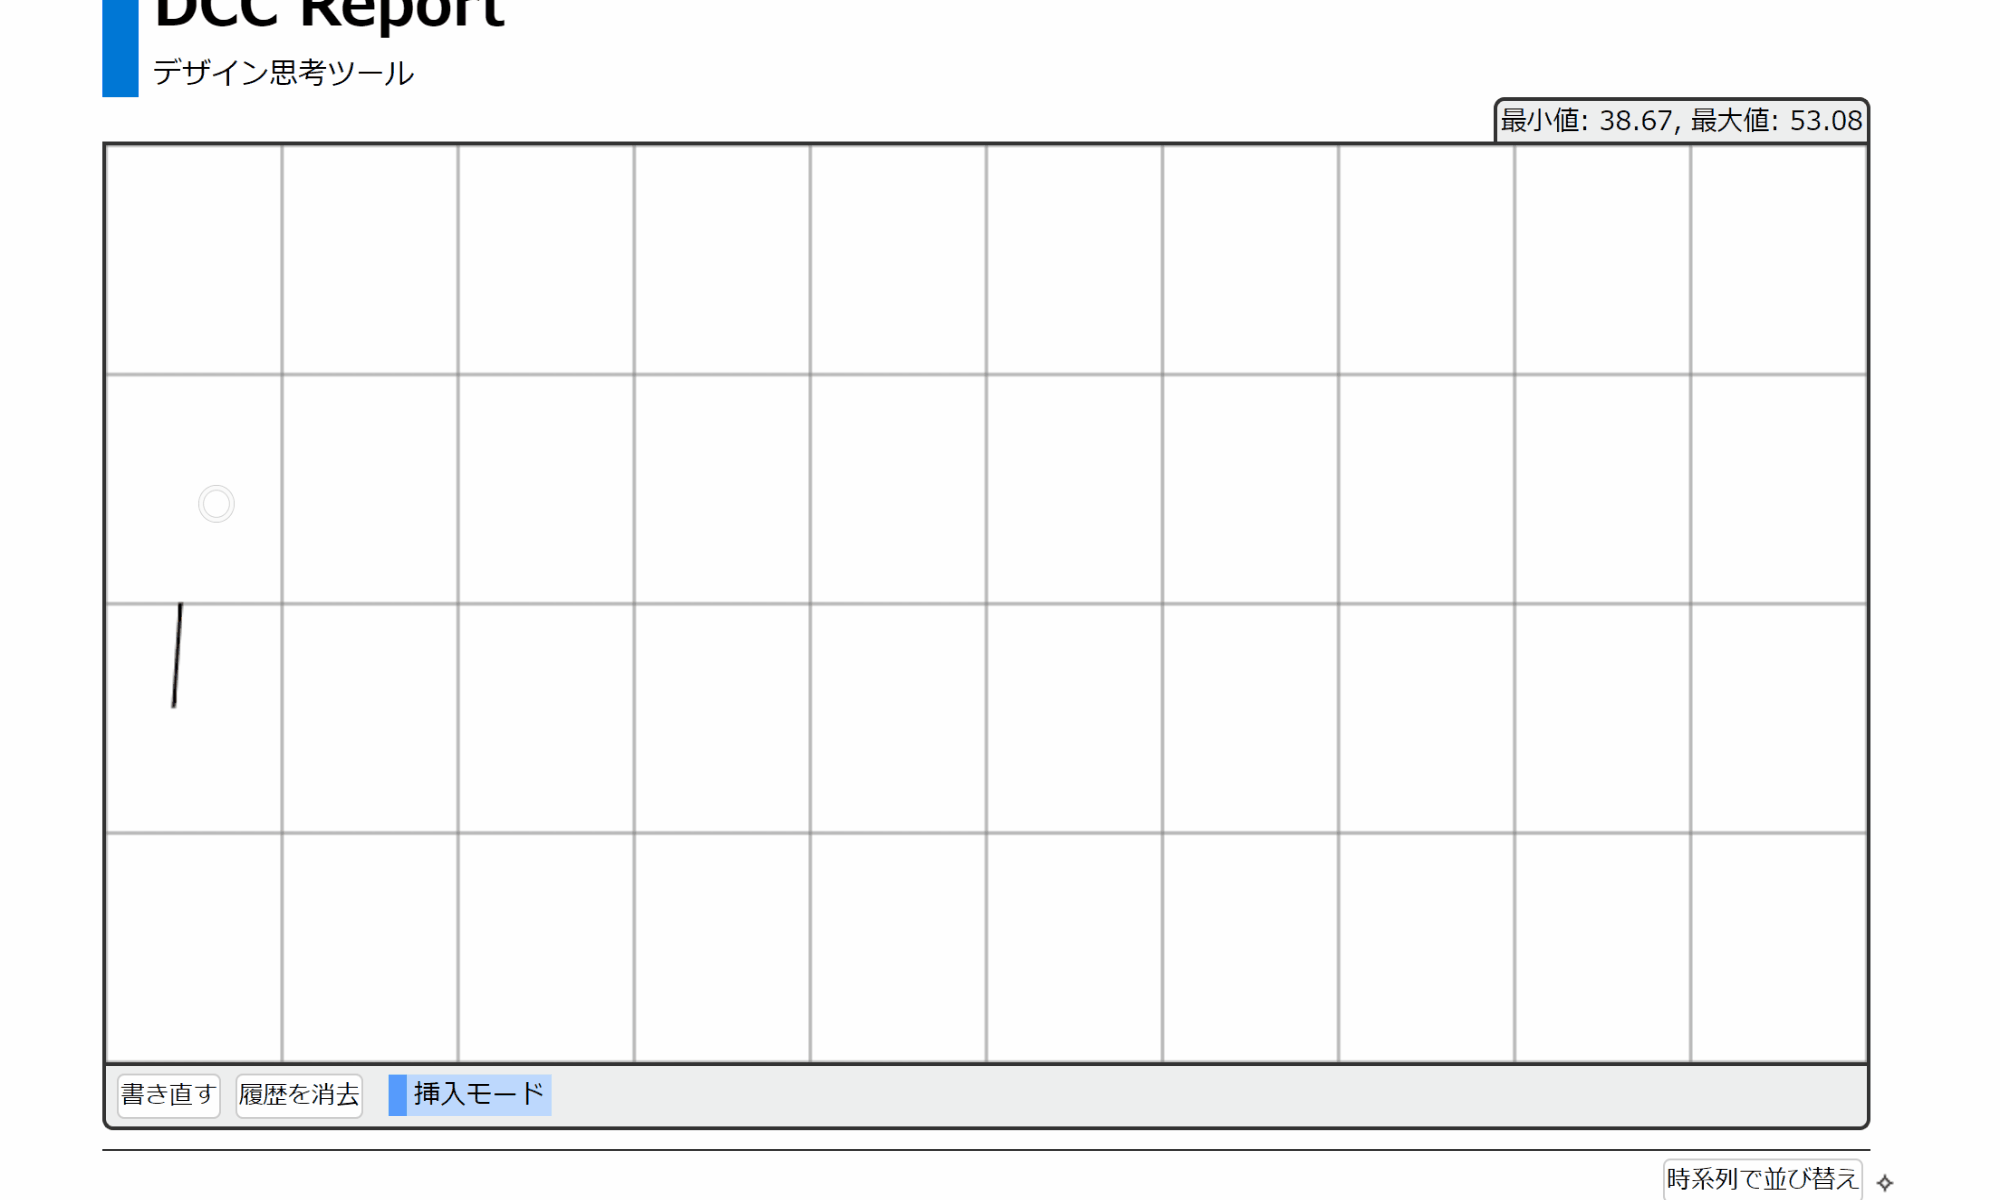 DCC Report
デザイン思考ツール
最小値: 38.67, 最大値: 53.08
書き直す 履歴を消去 挿入モード
時系列で並び替え